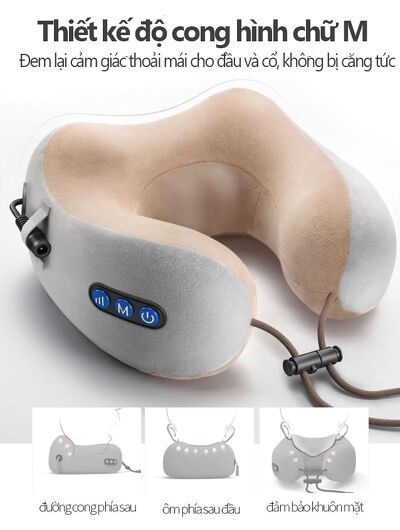 Thiết kế độ cong hình chữ M
Đem lại cảm giác thoải mái cho đầu và cổ, không bị căng tức
M
đường cong phía sau
ôm phía sau đầu
đảm bảo khuôn mặt